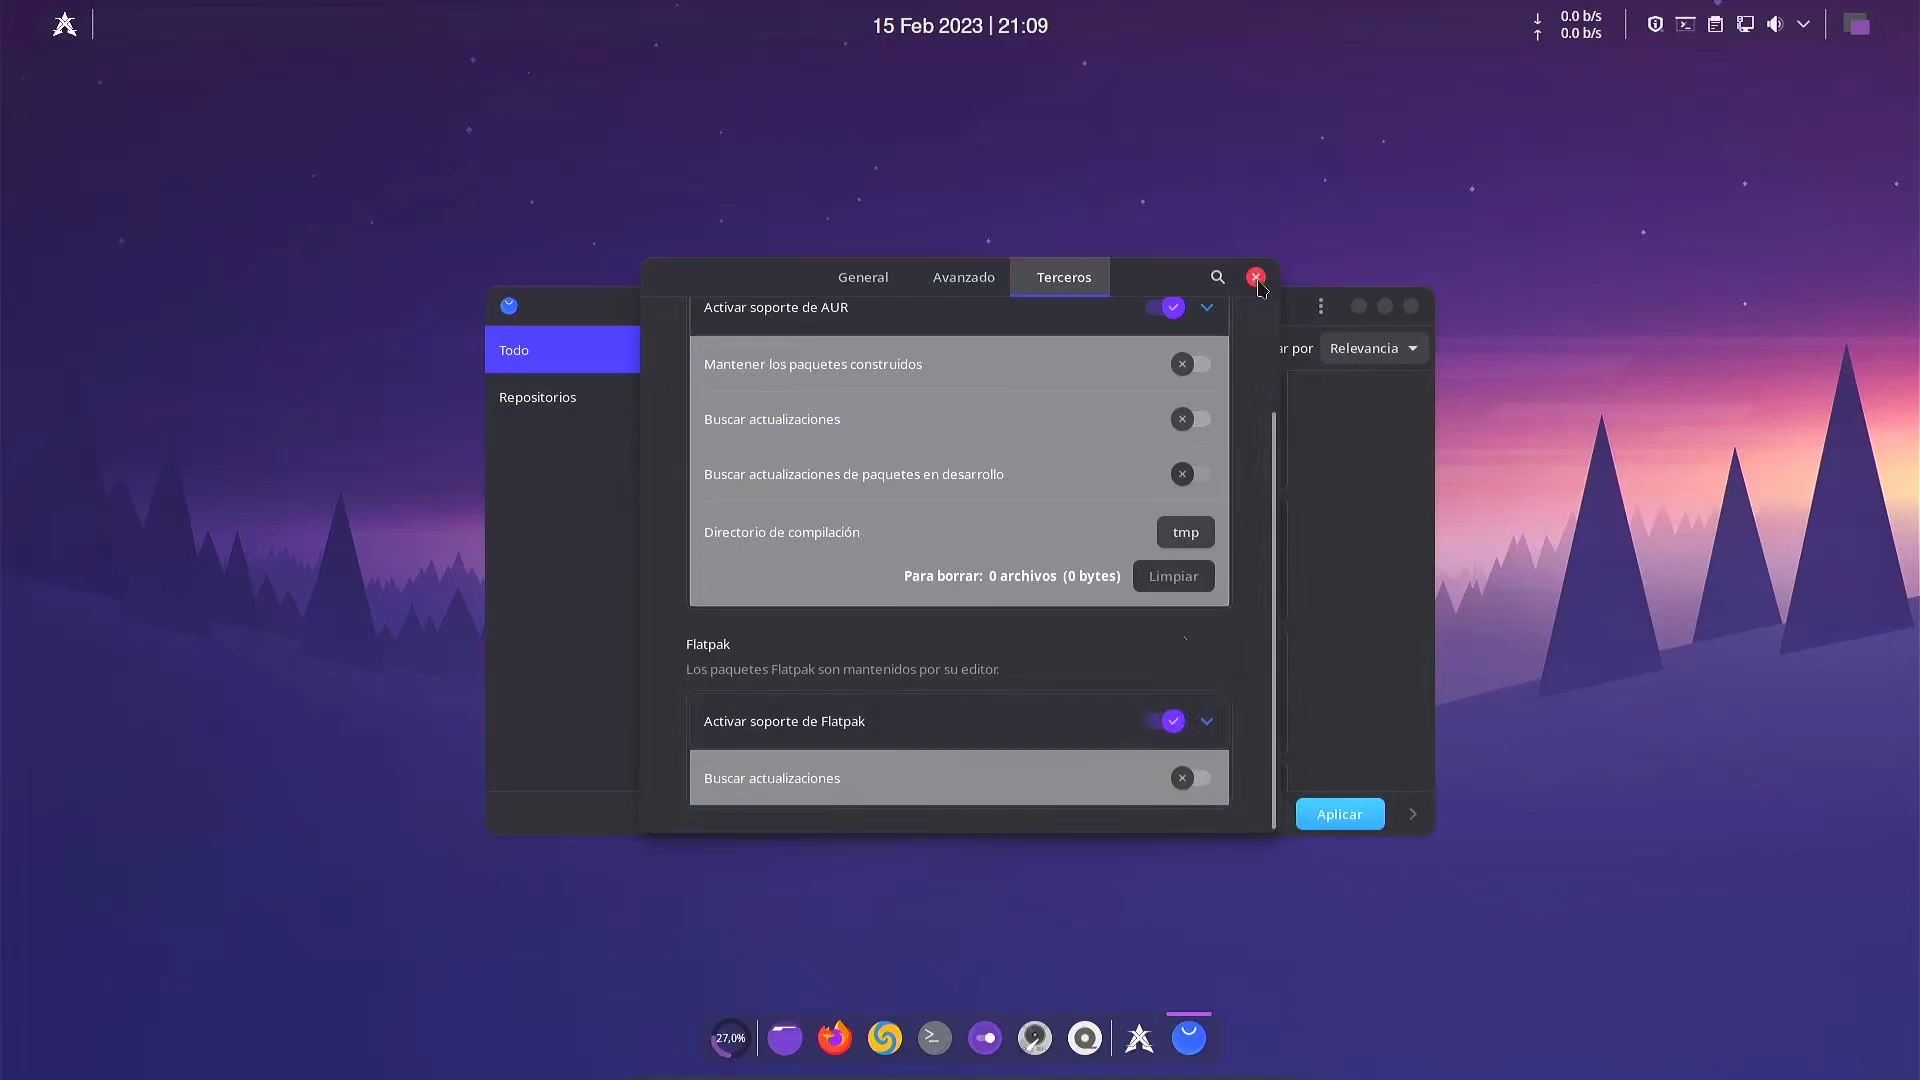 15 Feb 2023 | 21:09
0.0 b/s
0.0 b/s
General
Avanzado
Terceros
Todo
Repositorios
Activar soporte de AUR
Mantener los paquetes construidos
Buscar actualizaciones
Buscar actualizaciones de paquetes en desarrollo
Directorio de compilación
tmp
Para borrar: 0 archivos (0 bytes)
Limpiar
Flatpak
Los paquetes Flatpak son mantenidos por su editor.
Activar soporte de Flatpak
Buscar actualizaciones
ar por
Relevancia
Aplicar
27,0%